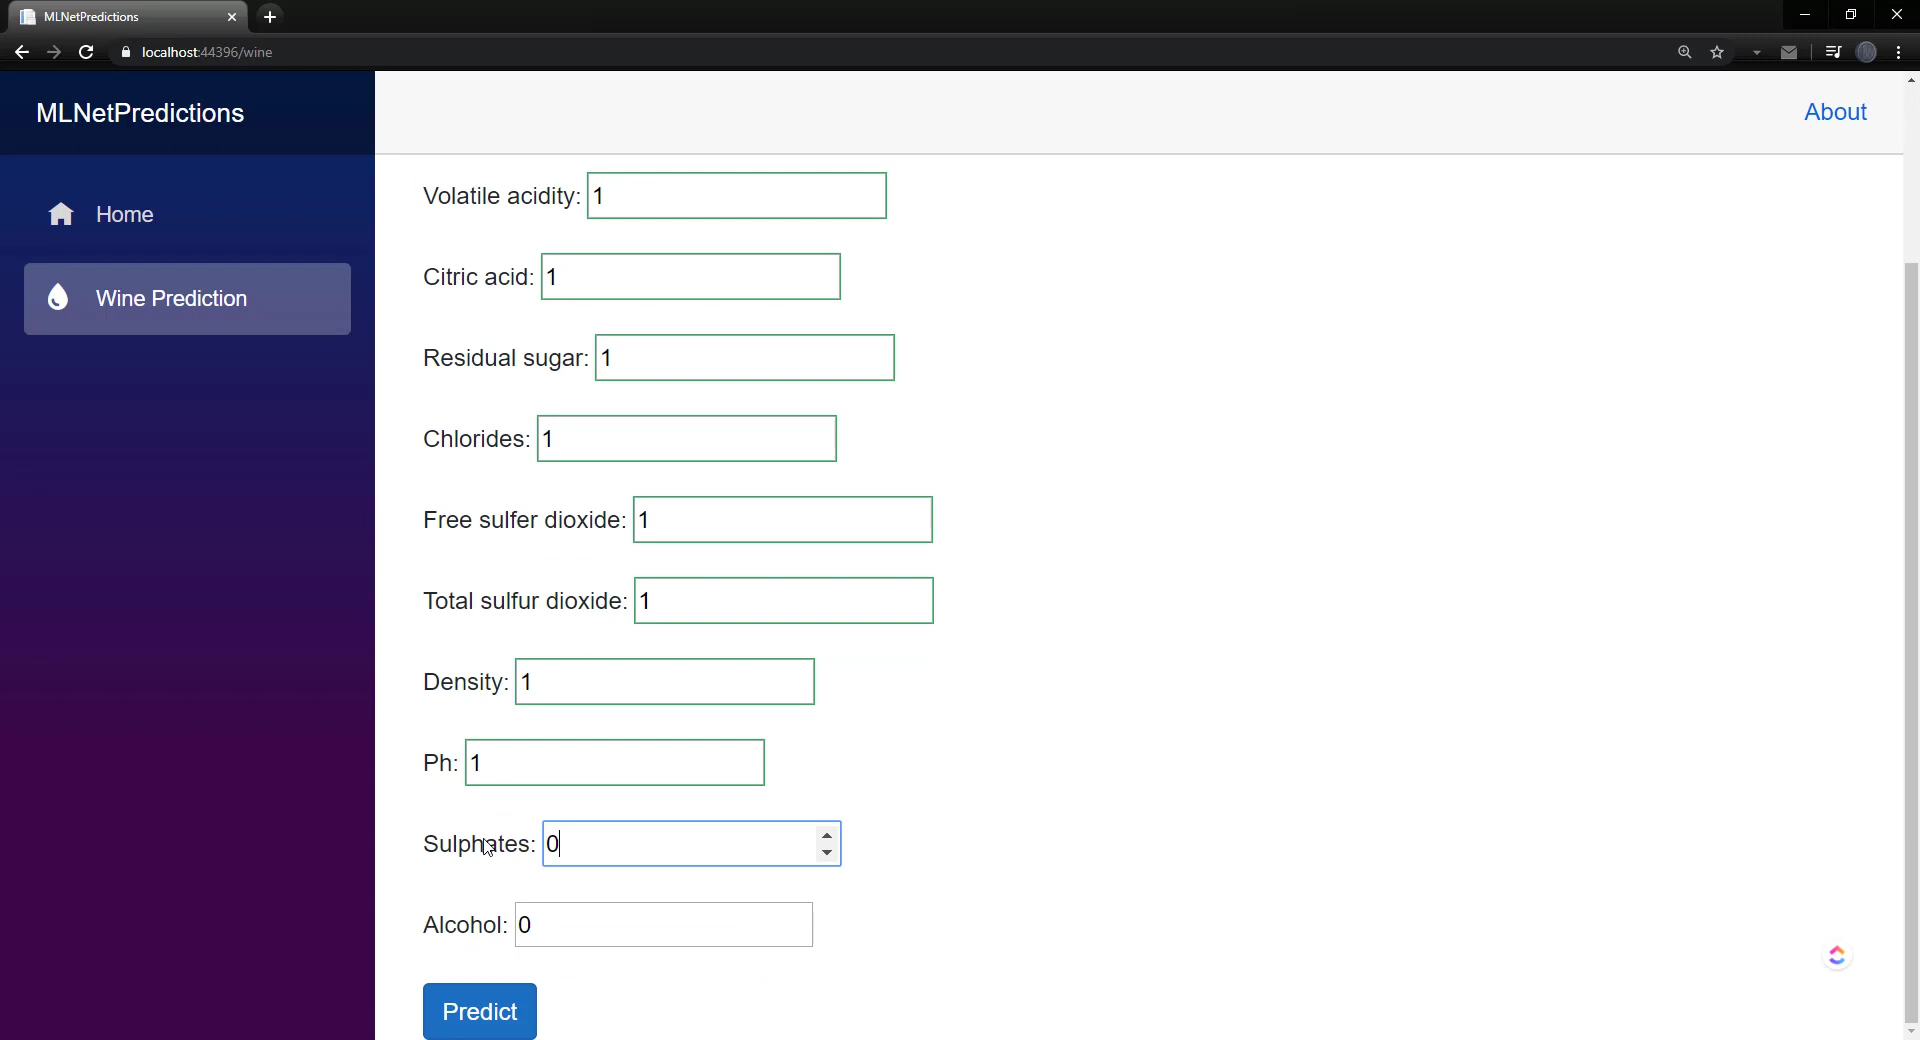 MLNetPredictions
localhost:44396/wine
MLNetPredictions
About
Home
Wine Prediction
Volatile acidity: 1
Citric acid: 1
Residual sugar: 1
Chlorides: 1
Free sulfer dioxide: 1
Total sulfur dioxide: 1
Density: 1
Ph: 1
Sulphates: 0
Alcohol: 0
Predict